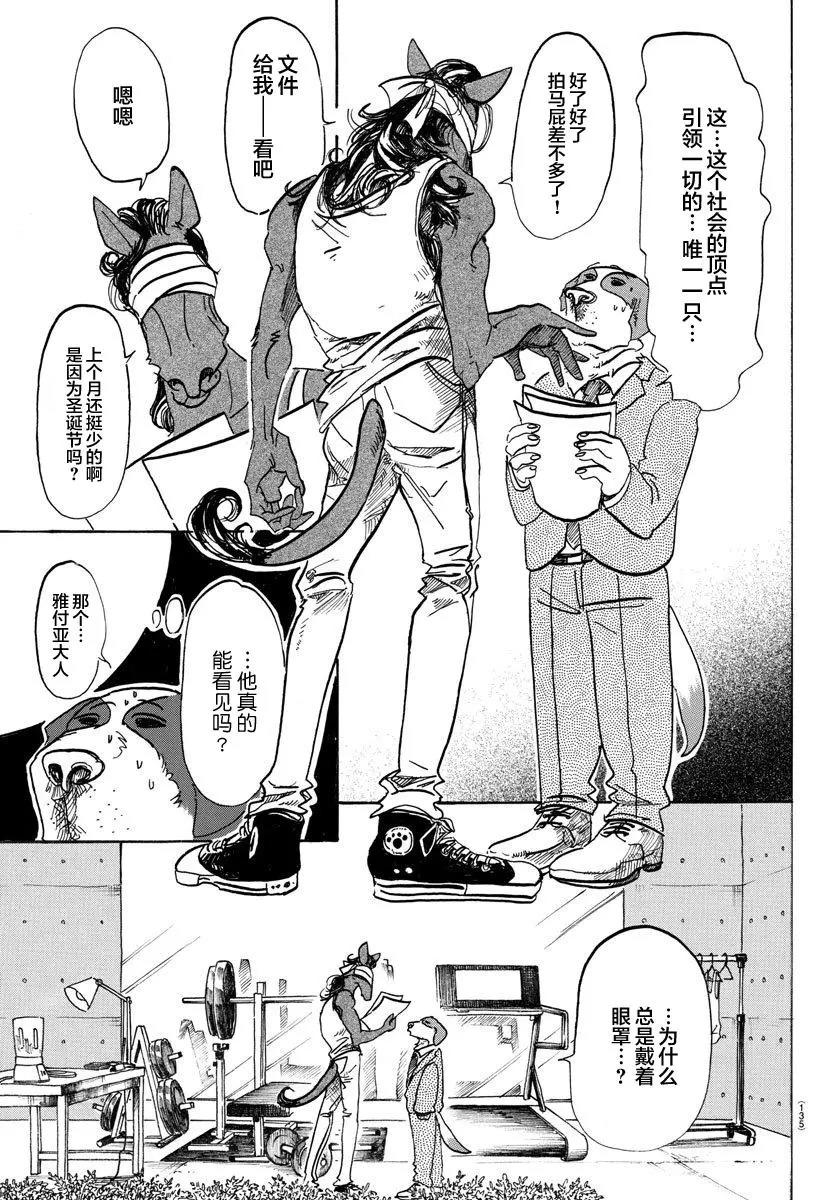 这…这个社会的顶点
引领一切的…唯一一只…
好了好了
拍马屁差不多了！
文件
给我——看吧
嗯嗯
上个月还挺少的啊
是因为圣诞节吗？
…他真的
能看见吗？
那个…
雅付亚大人
…为什么
总是戴着
眼罩…？
(135)